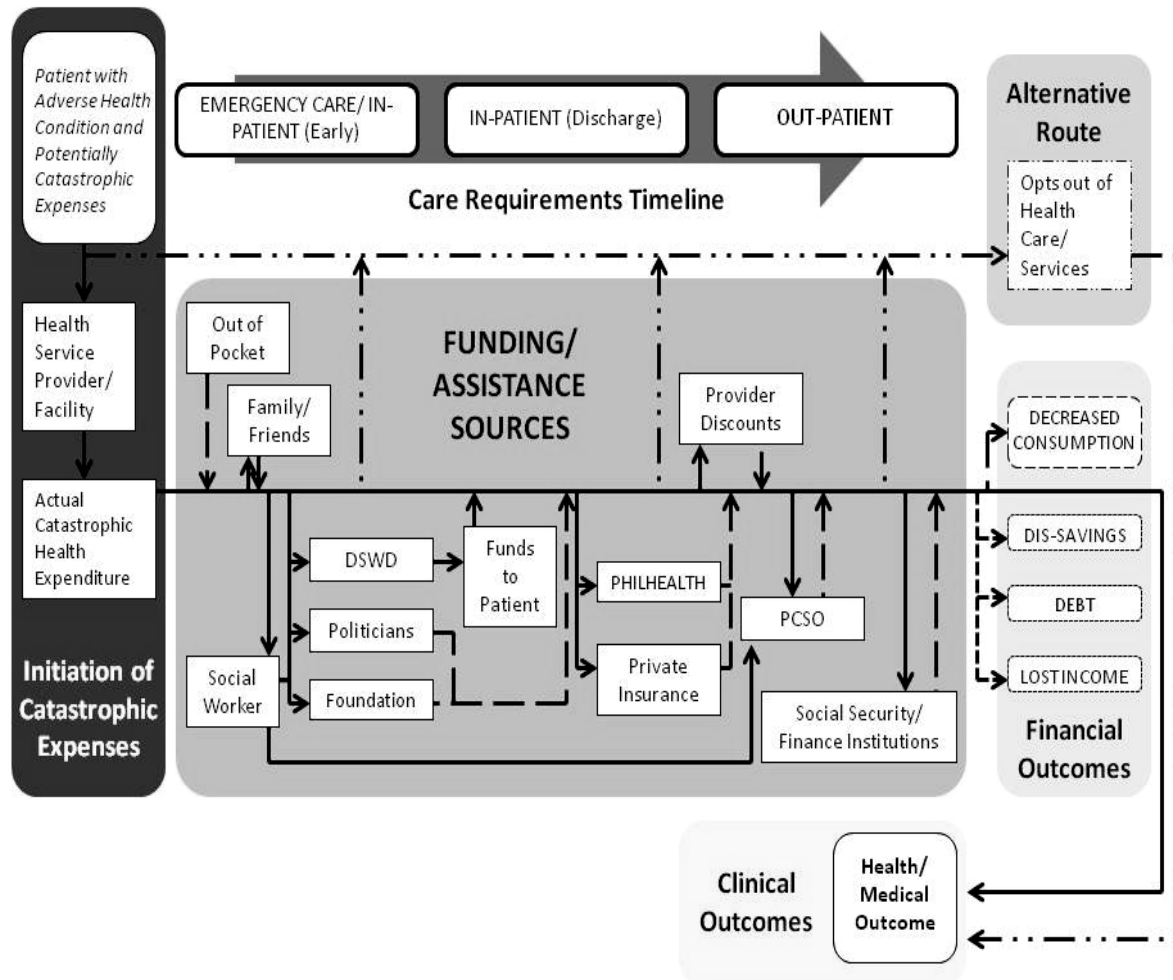 Patient with
Adverse Health
Condition and
Potentially
Catastrophic
Expenses
Health
Service
Provider/
Facility
Actual
Catastrophic
Health
Expenditure
Initiation of
Catastrophic
Expenses
EMERGENCY CARE/ IN-
PATIENT (Early)
IN-PATIENT (Discharge)
OUT-PATIENT
Care Requirements Timeline
Alternative
Route
Opts out of
Health
Care/
Services
FUNDING/
ASSISTANCE
SOURCES
Out of
Pocket
Family/
Friends
Provider
Discounts
DSWD
Politicians
Foundation
Social
Worker
Funds
to
Patient
PHILHEALTH
Private
Insurance
PCSO
Social Security/
Finance Institutions
DECREASED
CONSUMPTION
DIS-SAVINGS
DEBT
LOST INCOME
Financial
Outcomes
Clinical
Outcomes
Health/
Medical
Outcome